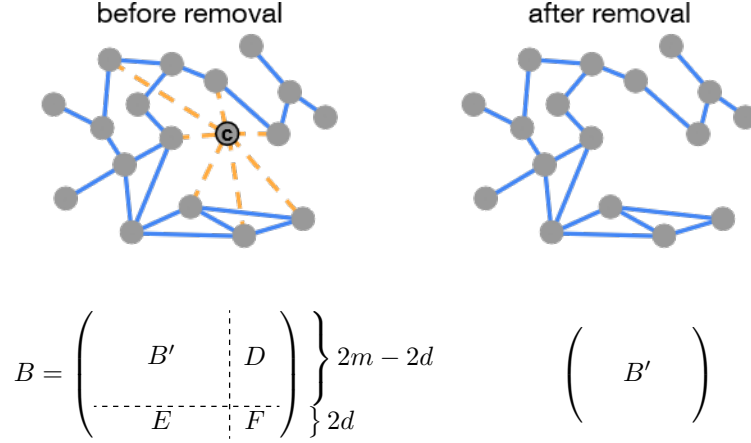 before removal
after removal
c
B = ( B′ D E F ) } 2m − 2d } 2d
( B′ )